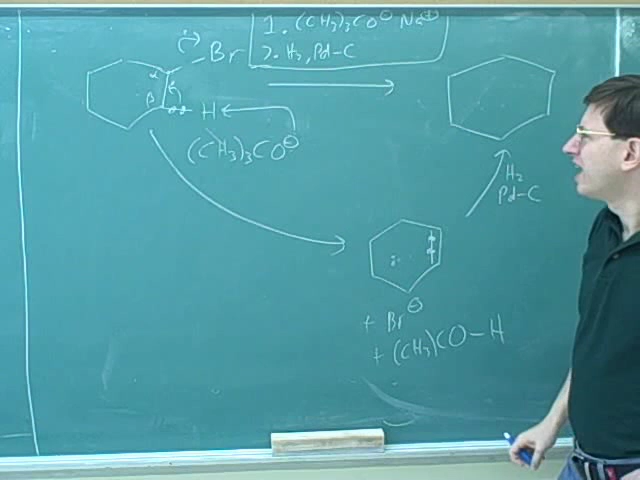 1. (CH₃)₃CO⊖ Na⊕
2. H₂, Pd-C
Br
α
β
H
(CH₃)₃CO⊖
H₂
Pd-C
+ Br⊖
+ (CH₃)CO-H